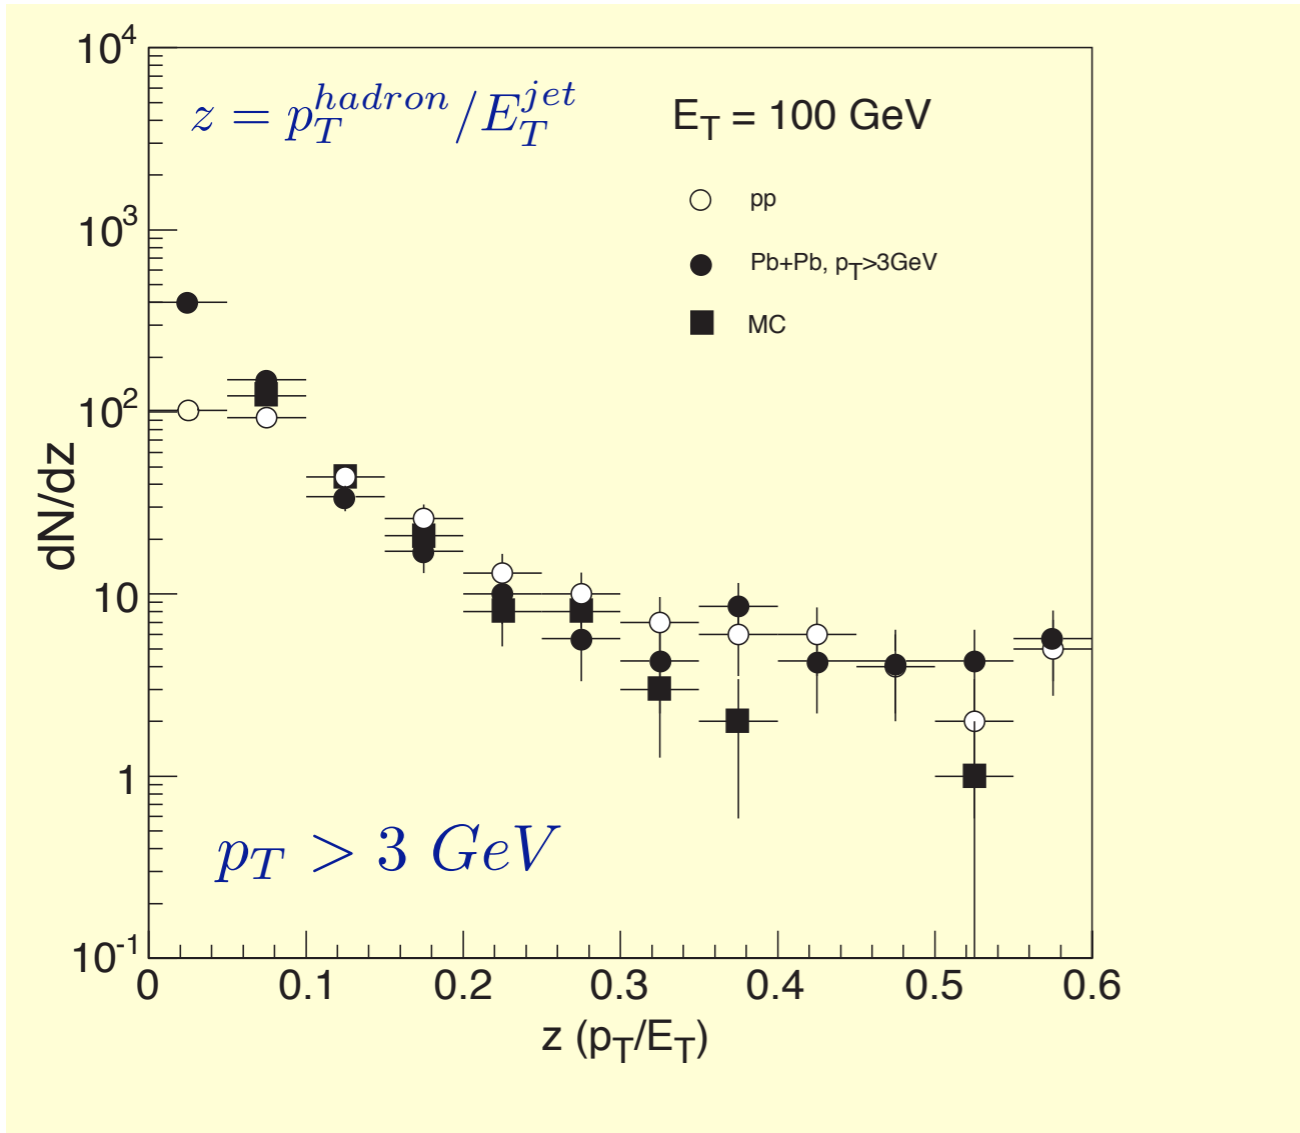 10^4
z = p_T^{hadron}/E_T^{jet}
E_T = 100 GeV
pp
Pb+Pb, p_T>3GeV
MC
10^3
10^2
10
1
10^-1
dN/dz
p_T > 3 GeV
0 0.1 0.2 0.3 0.4 0.5 0.6
z (p_T/E_T)